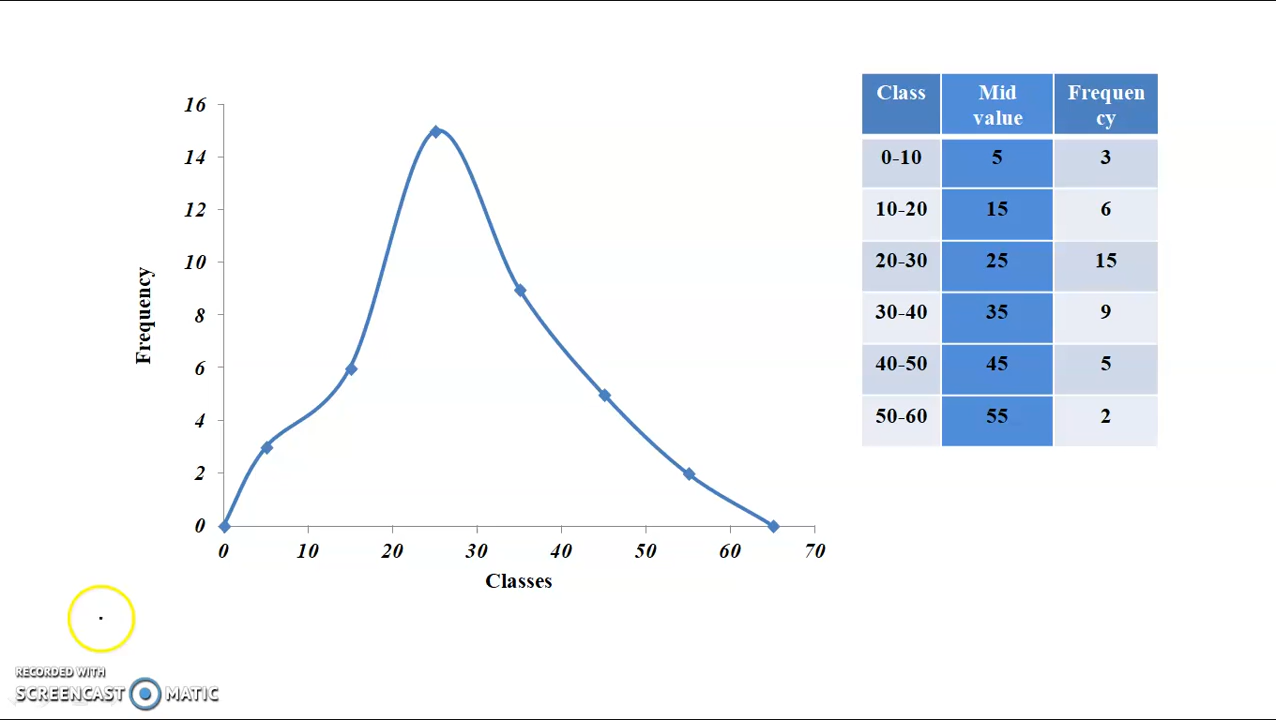 16
14
12
10
8
6
4
2
0
Frequency
0 10 20 30 40 50 60 70
Classes
Class Mid value Frequen cy
0-10 5 3
10-20 15 6
20-30 25 15
30-40 35 9
40-50 45 5
50-60 55 2
RECORDED WITH
SCREENCAST MATIC